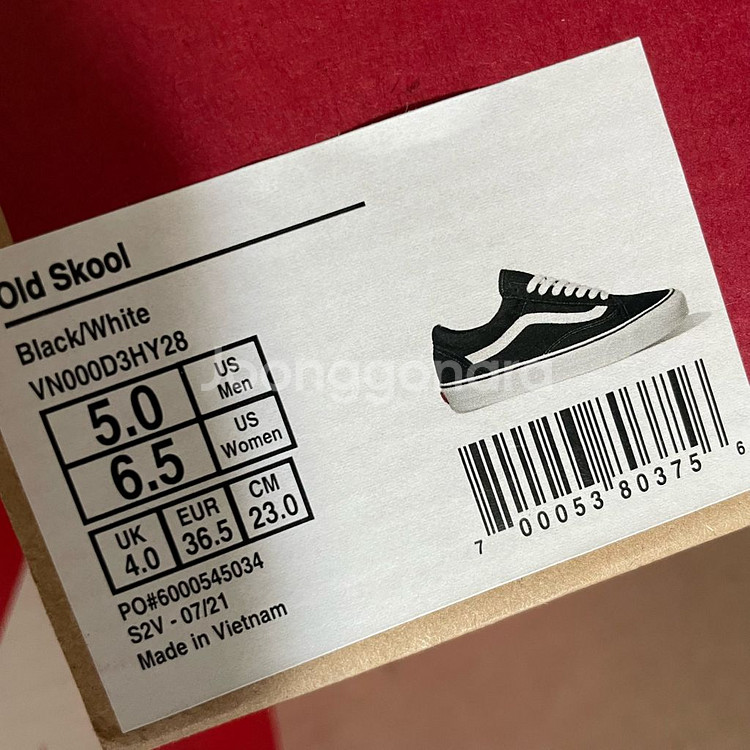 Old Skool
Black/White
VN000D3HY28
5.0 US Men
6.5 US Women
UK 4.0
EUR 36.5
CM 23.0
PO#6000545034
S2V - 07/21
Made in Vietnam
7 00053 80375 6
Joonggonara